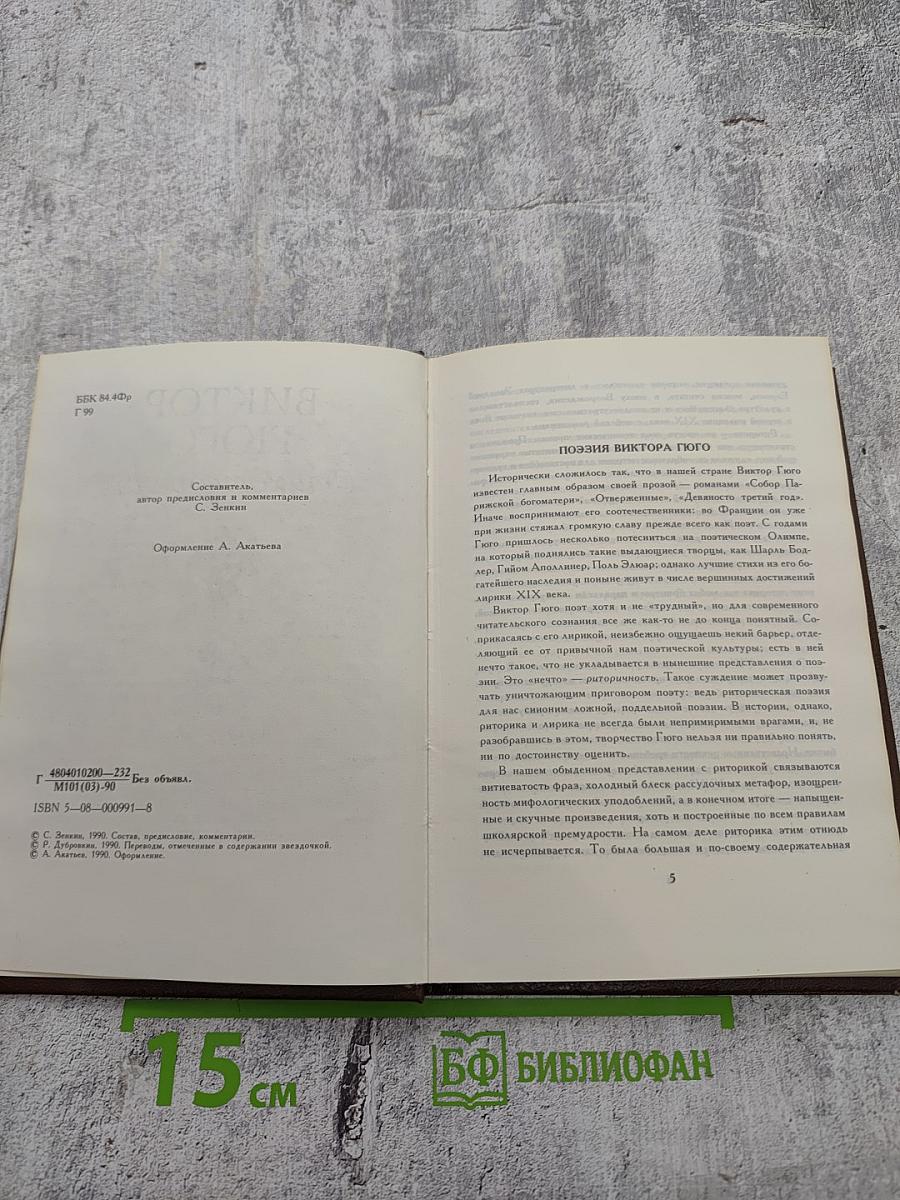 ББК 84.4Фр
Г 99
Составитель,
автор предисловия и комментариев
С. Зенкин
Оформление А. Акатьева
Г 4804010200—232 Без объявл.
М101(03)-90
ISBN 5—08—000991—8
© С. Зенкин, 1990. Состав, предисловие, комментарии.
© Р. Дубровкин, 1990. Переводы, отмеченные в содержании звездочкой.
© А. Акатьев, 1990. Оформление.
ПОЭЗИЯ ВИКТОРА ГЮГО
Исторически сложилось так, что в нашей стране Виктор Гюго
известен главным образом своей прозой — романами «Собор Па-
рижской богоматери», «Отверженные», «Девяносто третий год».
Иначе воспринимают его соотечественники: во Франции он уже
при жизни стяжал громкую славу прежде всего как поэт. С годами
Гюго пришлось несколько потесниться на поэтическом Олимпе,
на который поднялись такие выдающиеся творцы, как Шарль Бод-
лер, Гийом Аполлинер, Поль Элюар; однако лучшие стихи из его бо-
гатейшего наследия и поныне живут в числе вершинных достижений
лирики XIX века.
Виктор Гюго поэт хотя и не «трудный», но для современного
читательского сознания все же как-то не до конца понятный. Со-
прикасаясь с его лирикой, неизбежно ощущаешь некий барьер, отде-
ляющий ее от привычной нам поэтической культуры; есть в ней
нечто такое, что не укладывается в нынешние представления о поэ-
зии. Это «нечто» — риторичность. Такое суждение может прозву-
чать уничтожающим приговором поэту: ведь риторическая поэзия
для нас синоним ложной, поддельной поэзии. В истории, однако,
риторика и лирика не всегда были непримиримыми врагами, и, не
разобравшись в этом, творчество Гюго нельзя ни правильно понять,
ни по достоинству оценить.
В нашем обыденном представлении с риторикой связываются
витиеватость фраз, холодный блеск рассудочных метафор, изощрен-
ность мифологических уподоблений, а в конечном итоге — напыщен-
ные и скучные произведения, хоть и построенные по всем правилам
школярской премудрости. На самом деле риторика этим отнюдь
не исчерпывается. То была большая и по-своему содержательная
5
15 см
БФ БИБЛИОФАН